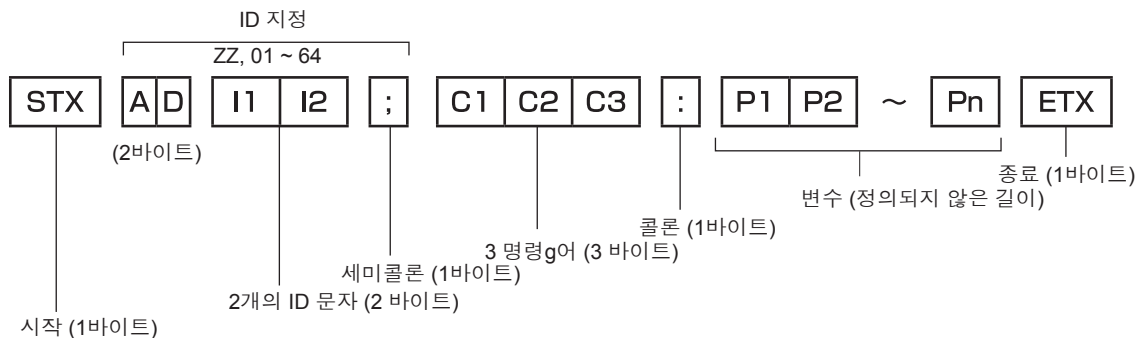 ID 지정
ZZ, 01 ~ 64
STX A D I1 I2 ; C1 C2 C3 : P1 P2 ~ Pn ETX
(2바이트)
종료 (1바이트)
변수 (정의되지 않은 길이)
콜론 (1바이트)
3 명령g어 (3 바이트)
세미콜론 (1바이트)
2개의 ID 문자 (2 바이트)
시작 (1바이트)